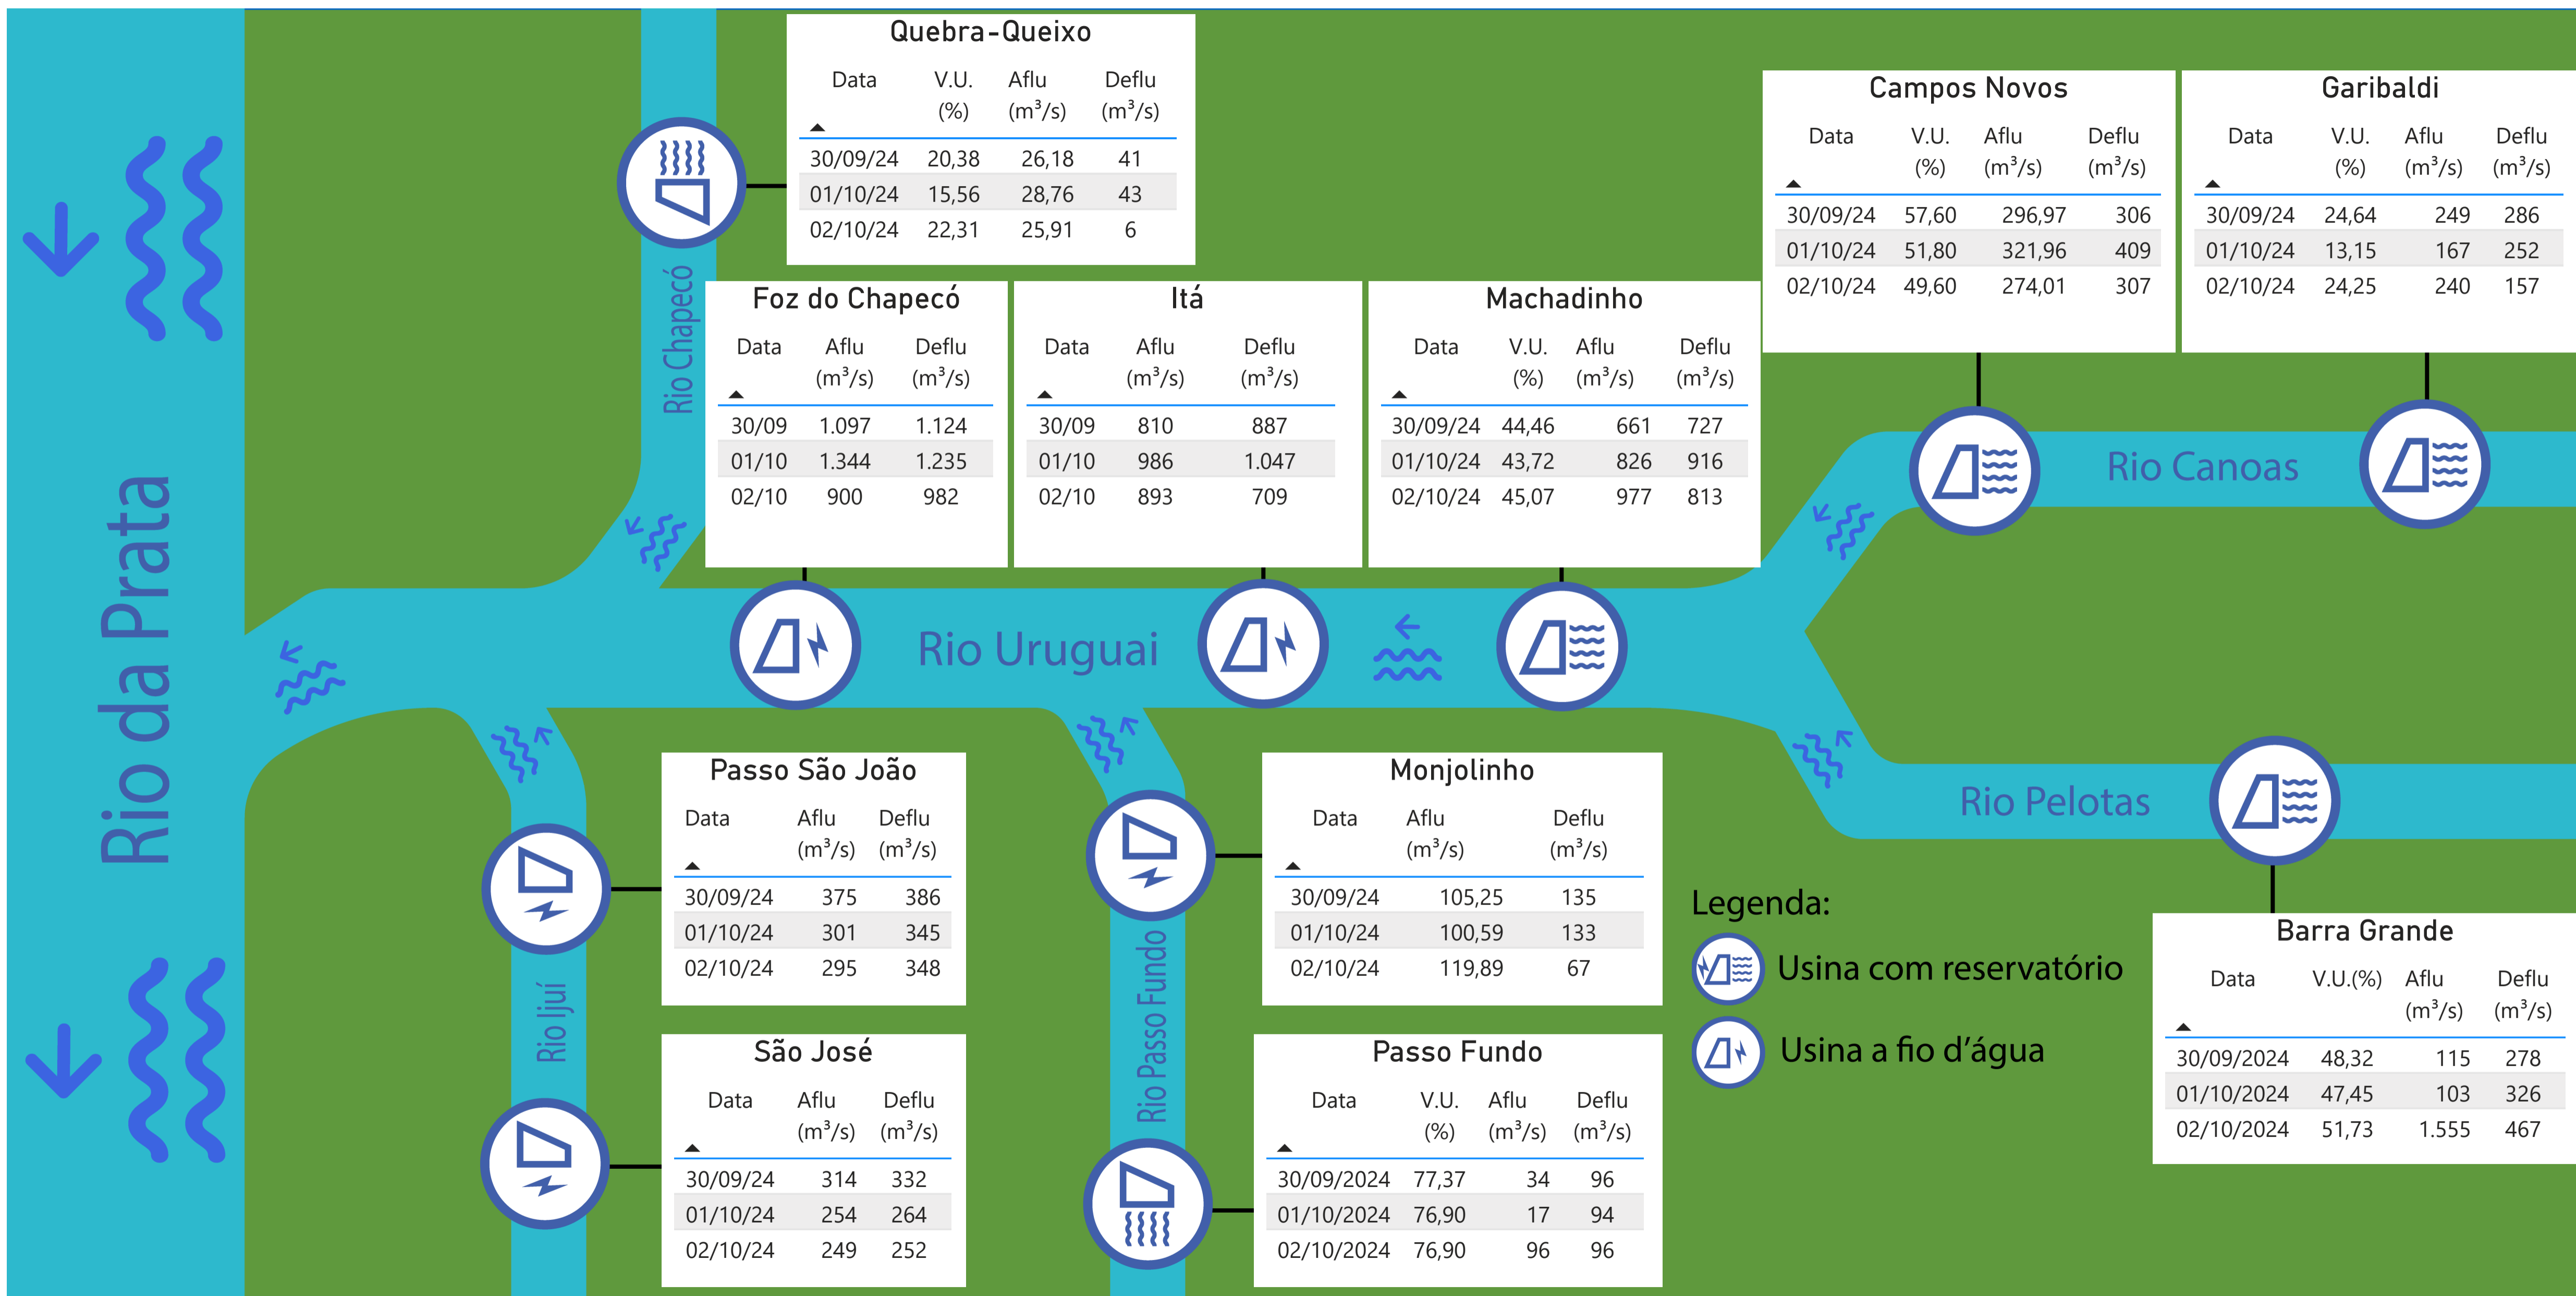 Quebra-Queixo
Data V.U. (%) Aflu (m³/s) Deflu (m³/s)
30/09/24 20,38 26,18 41
01/10/24 15,56 28,76 43
02/10/24 22,31 25,91 6
Campos Novos
Data V.U. (%) Aflu (m³/s) Deflu (m³/s)
30/09/24 57,60 296,97 306
01/10/24 51,80 321,96 409
02/10/24 49,60 274,01 307
Garibaldi
Data V.U. (%) Aflu (m³/s) Deflu (m³/s)
30/09/24 24,64 249 286
01/10/24 13,15 167 252
02/10/24 24,25 240 157
Rio Chapecó
Foz do Chapecó
Data Aflu (m³/s) Deflu (m³/s)
30/09 1.097 1.124
01/10 1.344 1.235
02/10 900 982
Itá
Data Aflu (m³/s) Deflu (m³/s)
30/09 810 887
01/10 986 1.047
02/10 893 709
Machadinho
Data V.U. (%) Aflu (m³/s) Deflu (m³/s)
30/09/24 44,46 661 727
01/10/24 43,72 826 916
02/10/24 45,07 977 813
Rio Canoas
Rio da Prata
Rio Uruguai
Rio Pelotas
Passo São João
Data Aflu (m³/s) Deflu (m³/s)
30/09/24 375 386
01/10/24 301 345
02/10/24 295 348
Monjolinho
Data Aflu (m³/s) Deflu (m³/s)
30/09/24 105,25 135
01/10/24 100,59 133
02/10/24 119,89 67
Legenda:
Usina com reservatório
Usina a fio d’água
Barra Grande
Data V.U.(%) Aflu (m³/s) Deflu (m³/s)
30/09/2024 48,32 115 278
01/10/2024 47,45 103 326
02/10/2024 51,73 1.555 467
Rio Ijuí
São José
Data Aflu (m³/s) Deflu (m³/s)
30/09/24 314 332
01/10/24 254 264
02/10/24 249 252
Rio Passo Fundo
Passo Fundo
Data V.U. (%) Aflu (m³/s) Deflu (m³/s)
30/09/2024 77,37 34 96
01/10/2024 76,90 17 94
02/10/2024 76,90 96 96